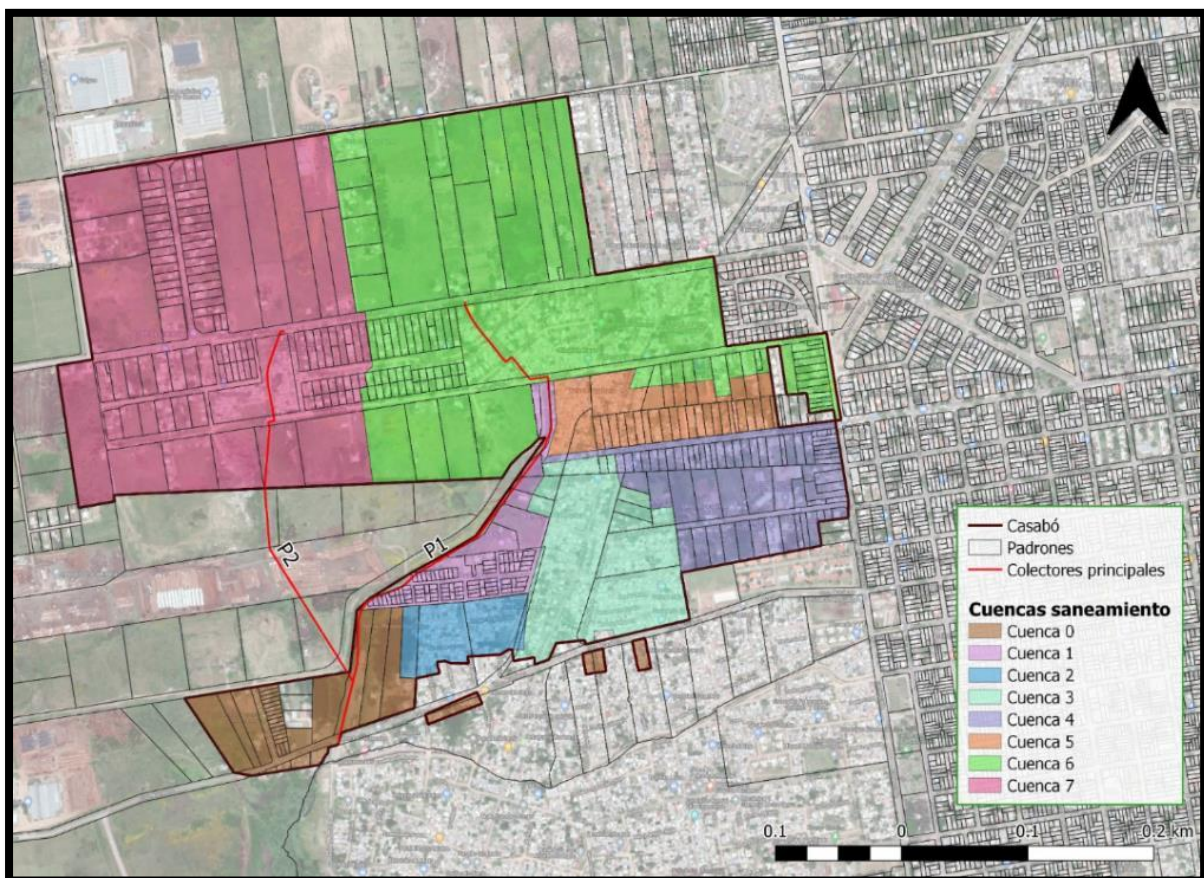 P1
P2
Casabó
Padrones
Colectores principales
Cuencas saneamiento
Cuenca 0
Cuenca 1
Cuenca 2
Cuenca 3
Cuenca 4
Cuenca 5
Cuenca 6
Cuenca 7
0.1 0 0.1 0.2 km